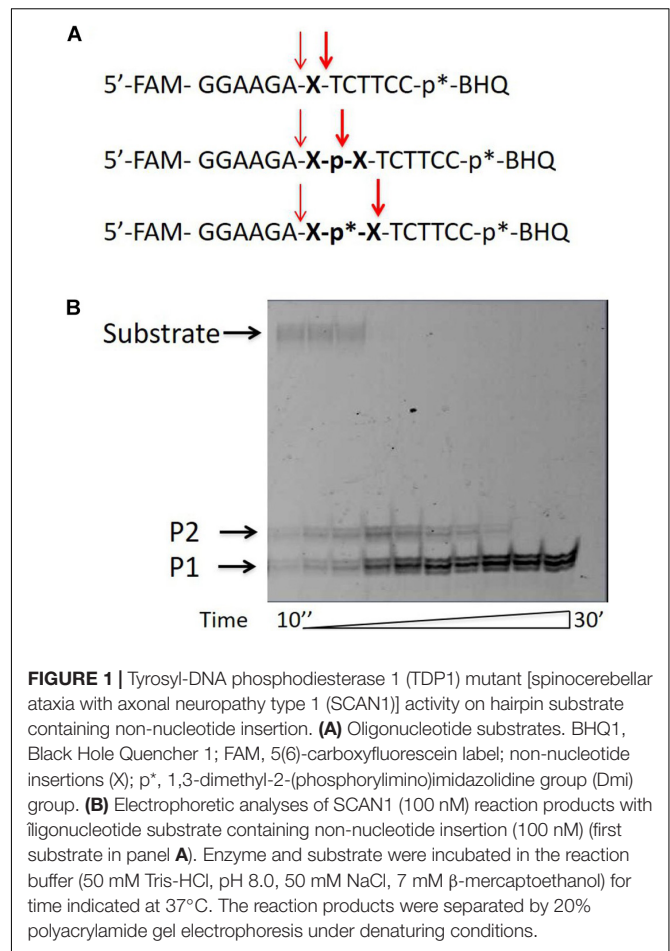 A
5’-FAM- GGAAGA-X-TCTTCC-p*-BHQ
5’-FAM- GGAAGA-X-p-X-TCTTCC-p*-BHQ
5’-FAM- GGAAGA-X-p*-X-TCTTCC-p*-BHQ
B
Substrate
P2
P1
Time 10’’ 30’
FIGURE 1 | Tyrosyl-DNA phosphodiesterase 1 (TDP1) mutant [spinocerebellar
ataxia with axonal neuropathy type 1 (SCAN1)] activity on hairpin substrate
containing non-nucleotide insertion. (A) Oligonucleotide substrates. BHQ1,
Black Hole Quencher 1; FAM, 5(6)-carboxyfluorescein label; non-nucleotide
insertions (X); p*, 1,3-dimethyl-2-(phosphorylimino)imidazolidine group (Dmi)
group. (B) Electrophoretic analyses of SCAN1 (100 nM) reaction products with
îligonucleotide substrate containing non-nucleotide insertion (100 nM) (first
substrate in panel A). Enzyme and substrate were incubated in the reaction
buffer (50 mM Tris-HCl, pH 8.0, 50 mM NaCl, 7 mM β-mercaptoethanol) for
time indicated at 37°C. The reaction products were separated by 20%
polyacrylamide gel electrophoresis under denaturing conditions.